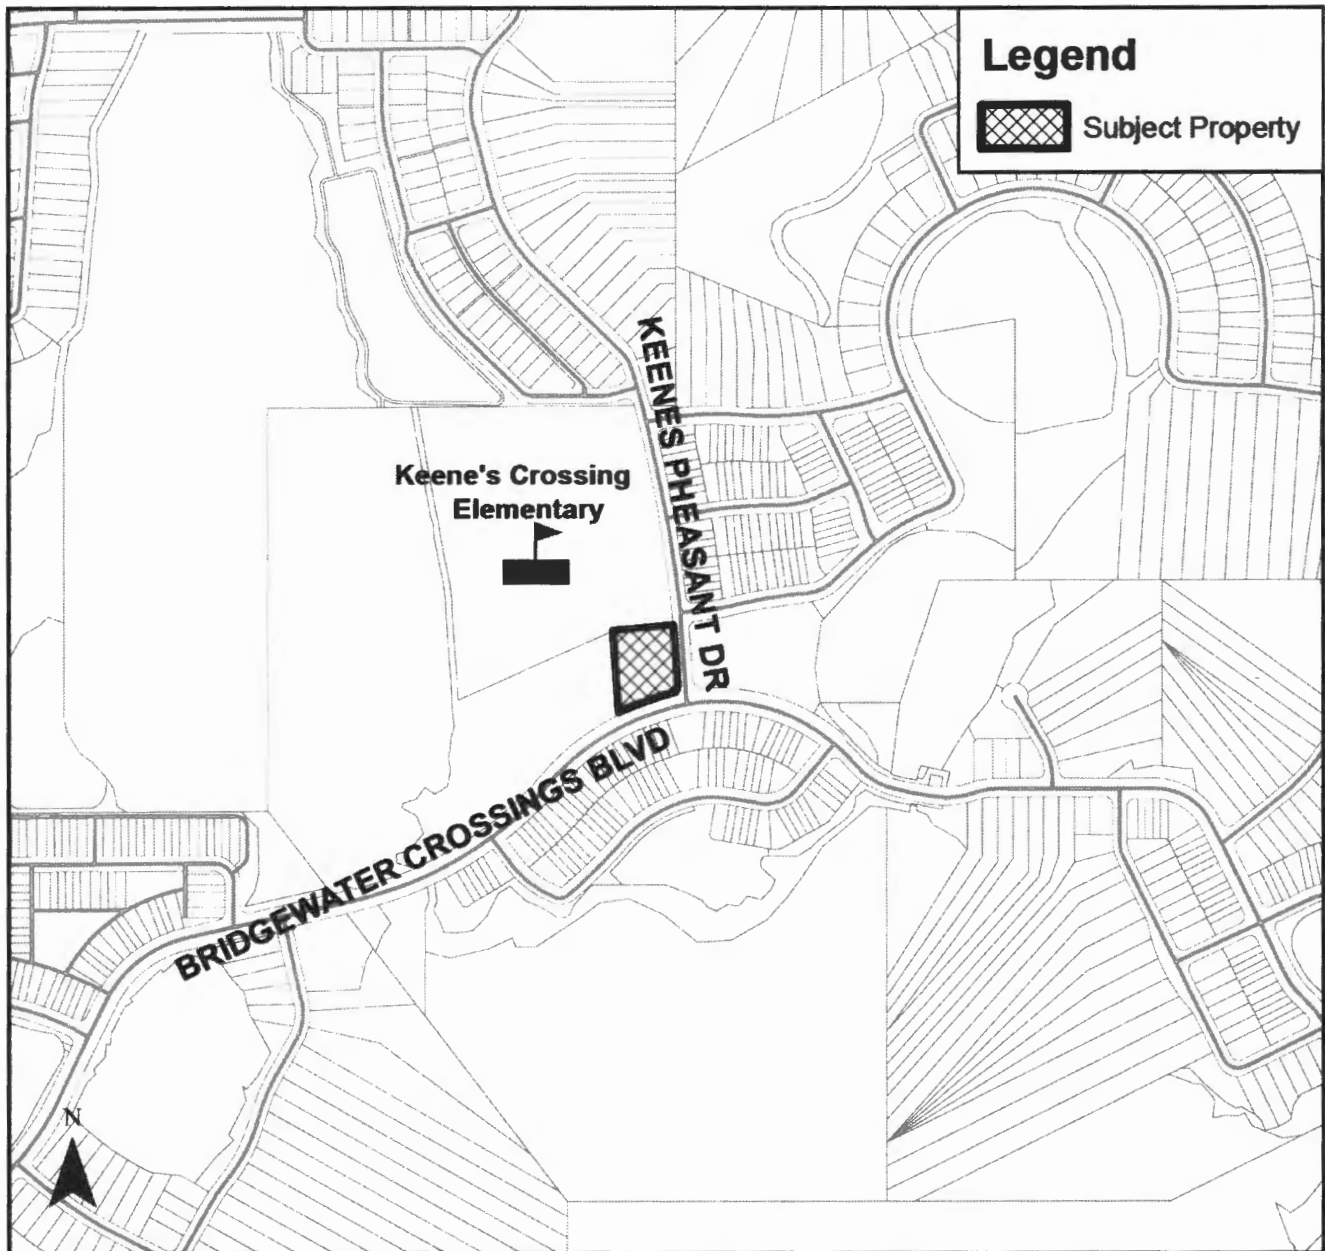 Legend
Subject Property
KEENES PHEASANT DR
Keene's Crossing
Elementary
BRIDGEWATER CROSSINGS BLVD
N